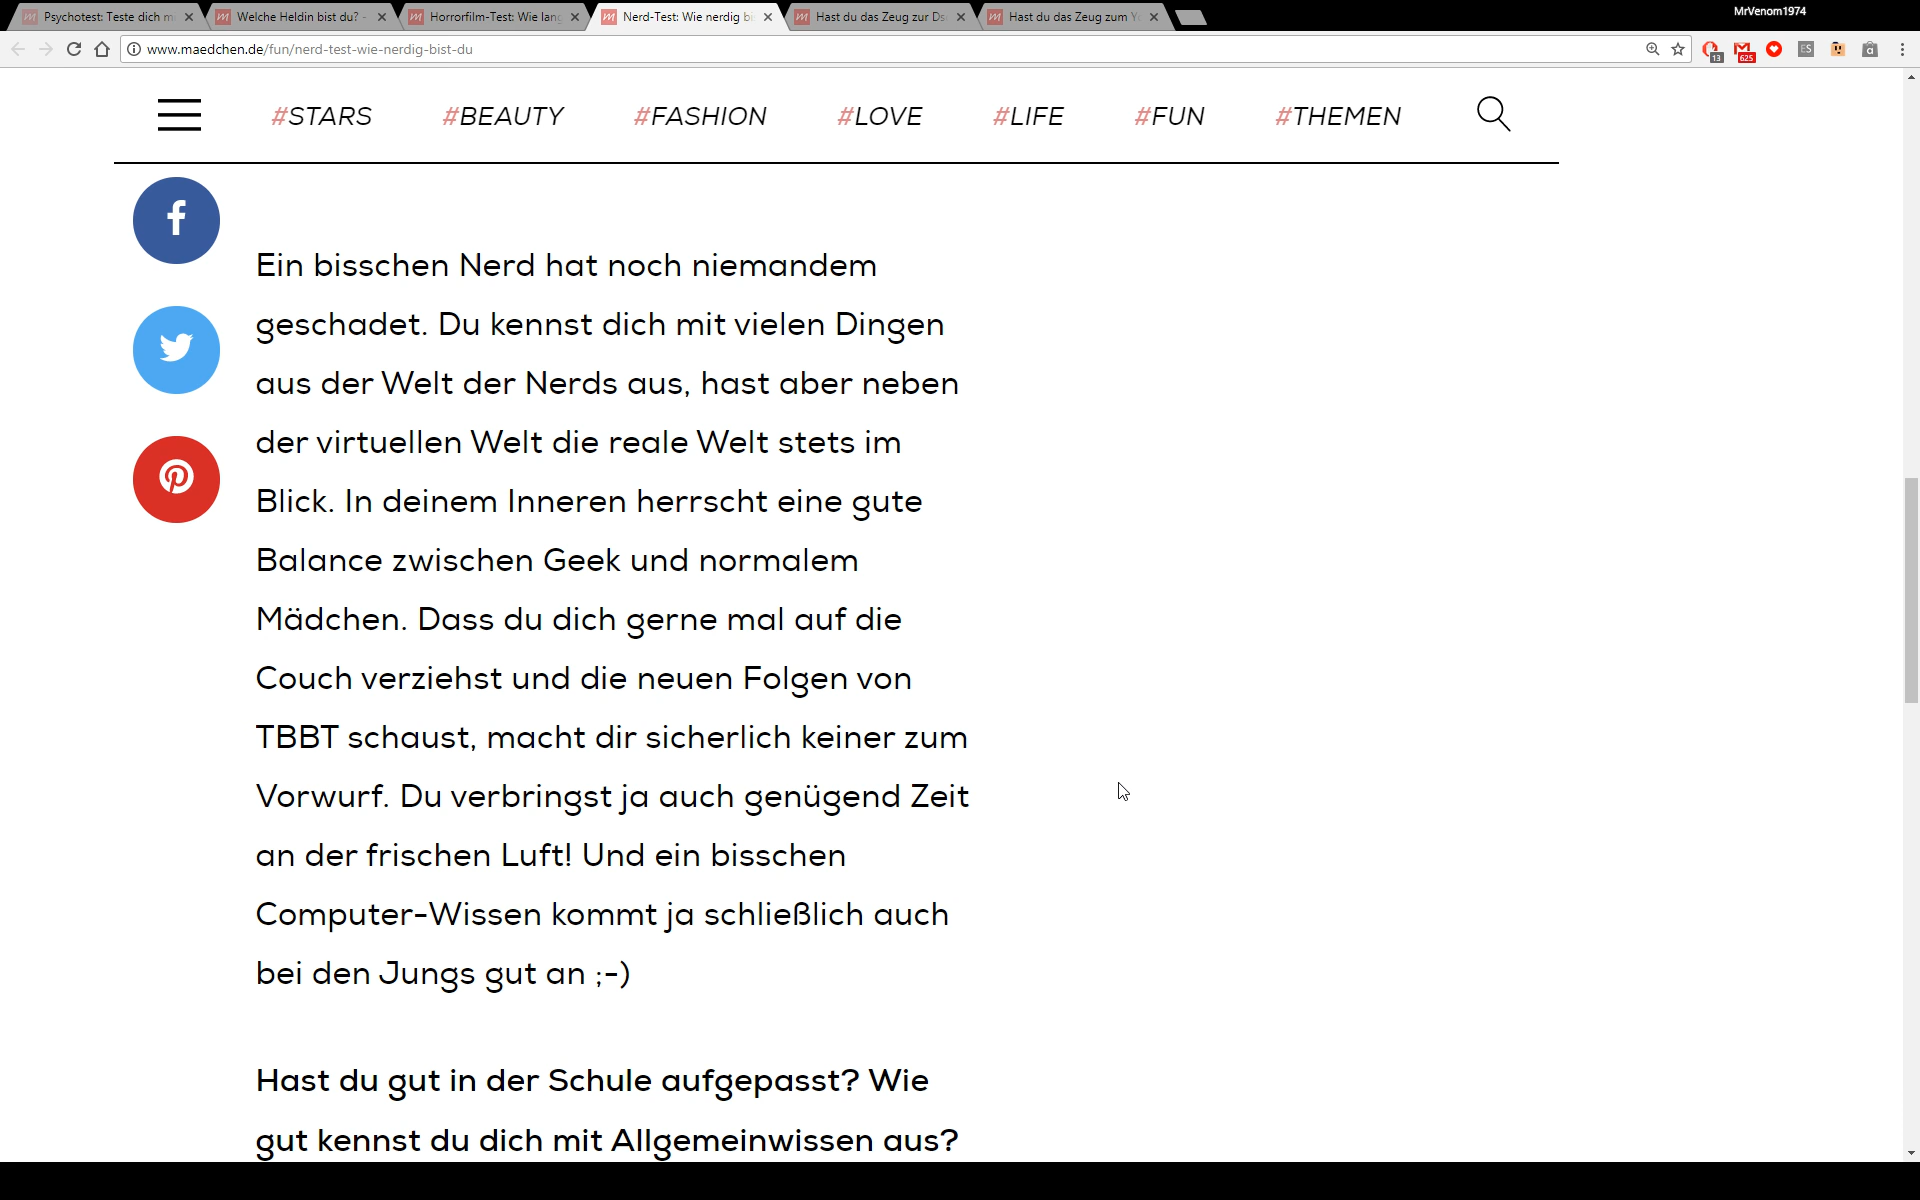 MrVenom1974
Psychotest: Teste dich m
Welche Heldin bist du? -
Horrorfilm-Test: Wie lang
Nerd-Test: Wie nerdig bi
Hast du das Zeug zur Ds
Hast du das Zeug zum Y
www.maedchen.de/fun/nerd-test-wie-nerdig-bist-du
13
625
ES
#STARS
#BEAUTY
#FASHION
#LOVE
#LIFE
#FUN
#THEMEN
Ein bisschen Nerd hat noch niemandem
geschadet. Du kennst dich mit vielen Dingen
aus der Welt der Nerds aus, hast aber neben
der virtuellen Welt die reale Welt stets im
Blick. In deinem Inneren herrscht eine gute
Balance zwischen Geek und normalem
Mädchen. Dass du dich gerne mal auf die
Couch verziehst und die neuen Folgen von
TBBT schaust, macht dir sicherlich keiner zum
Vorwurf. Du verbringst ja auch genügend Zeit
an der frischen Luft! Und ein bisschen
Computer-Wissen kommt ja schließlich auch
bei den Jungs gut an ;-)
Hast du gut in der Schule aufgepasst? Wie
gut kennst du dich mit Allgemeinwissen aus?